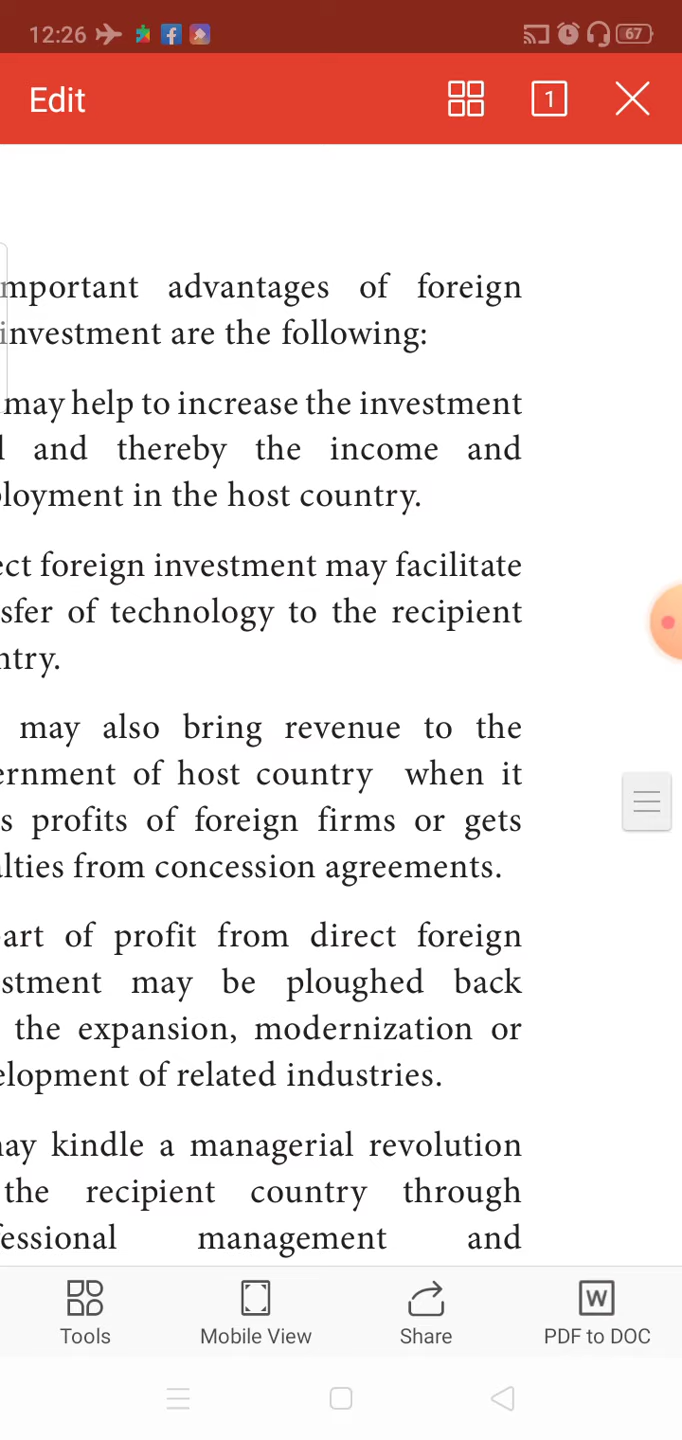 12:26
67
Edit
1
important advantages of foreign
investment are the following:
may help to increase the investment
and thereby the income and
loyment in the host country.
ect foreign investment may facilitate
sfer of technology to the recipient
ntry.
may also bring revenue to the
ernment of host country when it
s profits of foreign firms or gets
alties from concession agreements.
art of profit from direct foreign
stment may be ploughed back
the expansion, modernization or
elopment of related industries.
ay kindle a managerial revolution
the recipient country through
fessional management and
Tools
Mobile View
Share
W
PDF to DOC